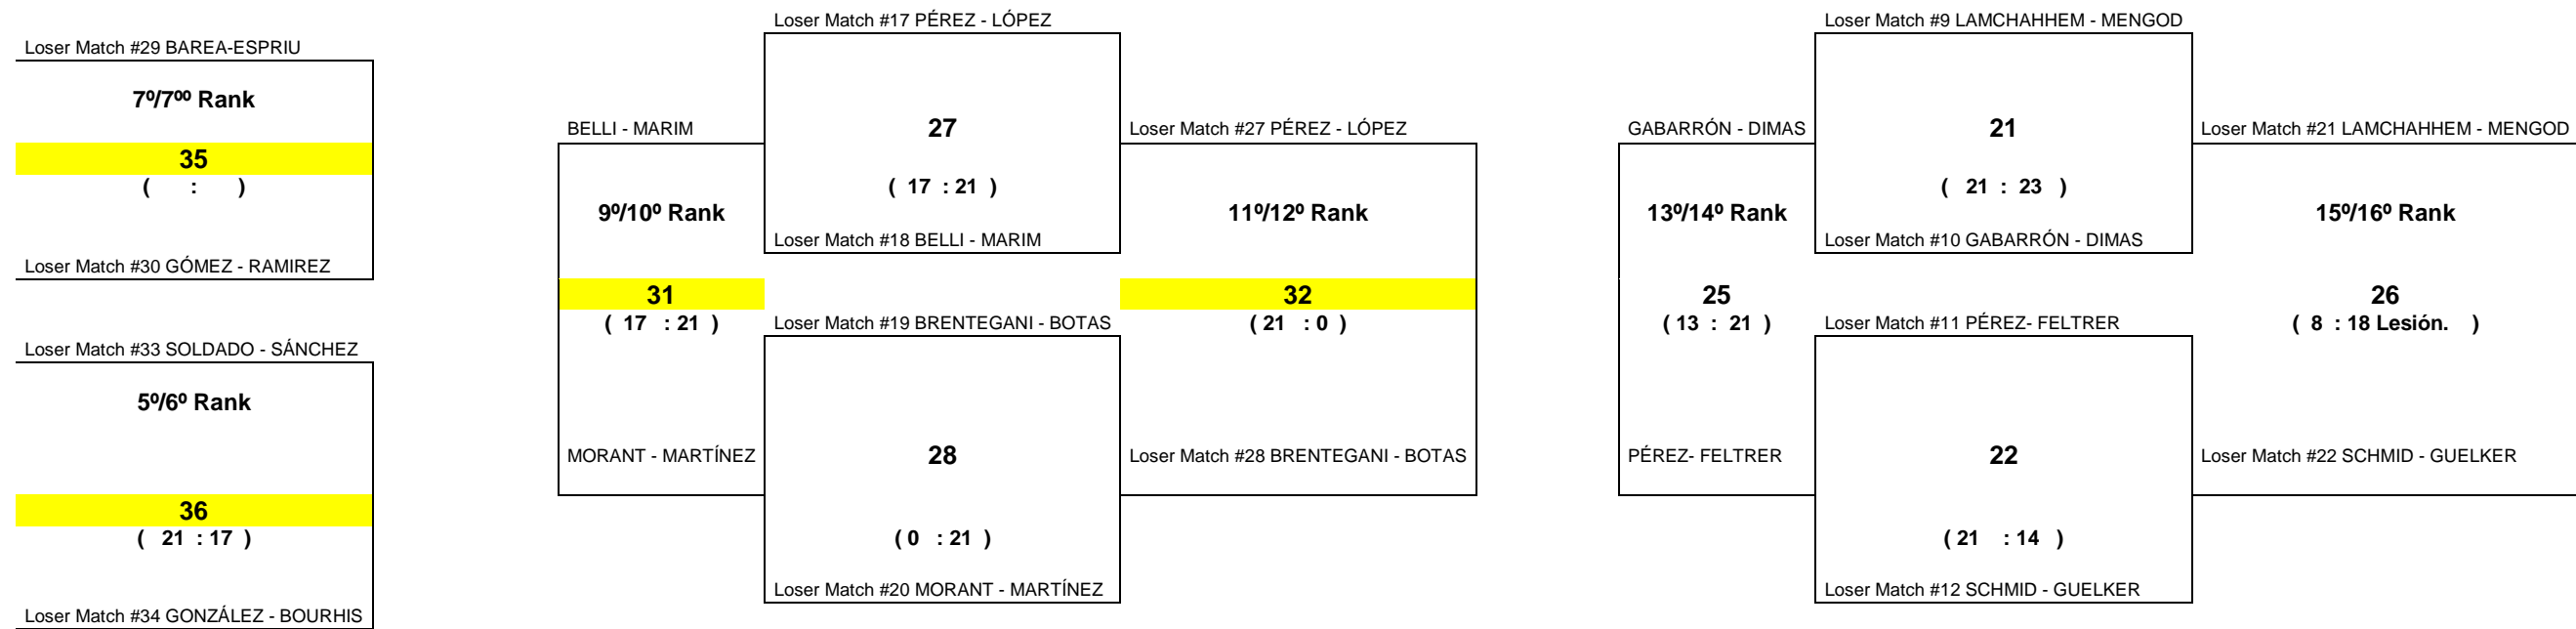 Loser Match #29 BAREA-ESPRIU
7º/7ºº Rank
35
( : )
Loser Match #30 GÓMEZ - RAMIREZ
Loser Match #33 SOLDADO - SÁNCHEZ
5º/6º Rank
36
( 21 : 17 )
Loser Match #34 GONZÁLEZ - BOURHIS
Loser Match #17 PÉREZ - LÓPEZ
BELLI - MARIM
27
Loser Match #27 PÉREZ - LÓPEZ
( 17 : 21 )
9º/10º Rank
11º/12º Rank
Loser Match #18 BELLI - MARIM
31
32
( 17 : 21 )
Loser Match #19 BRENTEGANI - BOTAS
( 21 : 0 )
MORANT - MARTÍNEZ
28
Loser Match #28 BRENTEGANI - BOTAS
( 0 : 21 )
Loser Match #20 MORANT - MARTÍNEZ
Loser Match #9 LAMCHAHHEM - MENGOD
GABARRÓN - DIMAS
21
Loser Match #21 LAMCHAHHEM - MENGOD
( 21 : 23 )
13º/14º Rank
15º/16º Rank
Loser Match #10 GABARRÓN - DIMAS
25
26
( 13 : 21 )
Loser Match #11 PÉREZ- FELTRER
( 8 : 18 Lesión. )
PÉREZ- FELTRER
22
Loser Match #22 SCHMID - GUELKER
( 21 : 14 )
Loser Match #12 SCHMID - GUELKER